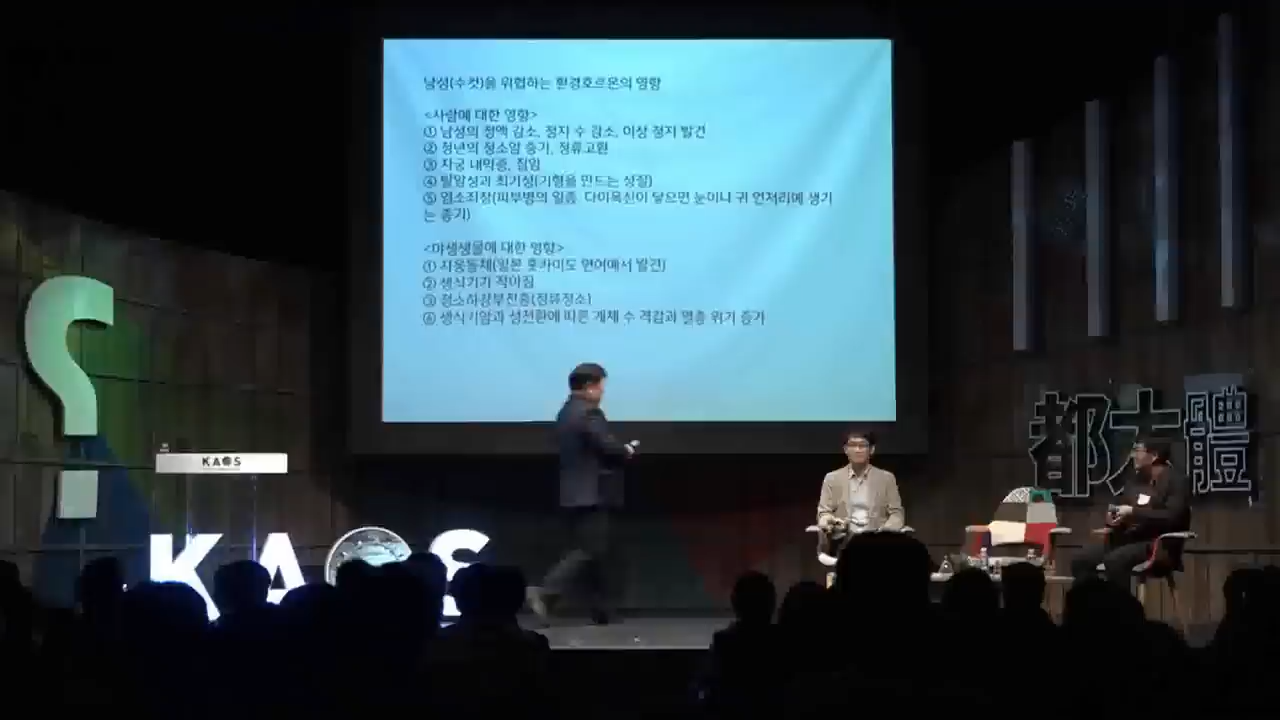 남성(수컷)을 위협하는 환경호르몬의 영향
<사람에 대한 영향>
① 남성의 정액 감소, 정자 수 감소, 이상 정자 발견
② 청년의 정소암 증가, 정류고환
③ 자궁 내막증, 질암
④ 발암성과 최기성(기형을 만드는 성질)
⑤ 염소좌창(피부병의 일종 다이옥신이 닿으면 눈이나 귀 언저리에 생기
는 종기)
<야생생물에 대한 영향>
① 자웅동체(일본 홋카이도 연어에서 발견)
② 생식기가 작아짐
③ 정소하강부전증(정류정소)
④ 생식기암과 성전환에 따른 개체 수 격감과 멸종 위기 증가
KAOS
KAOS
都大體
?